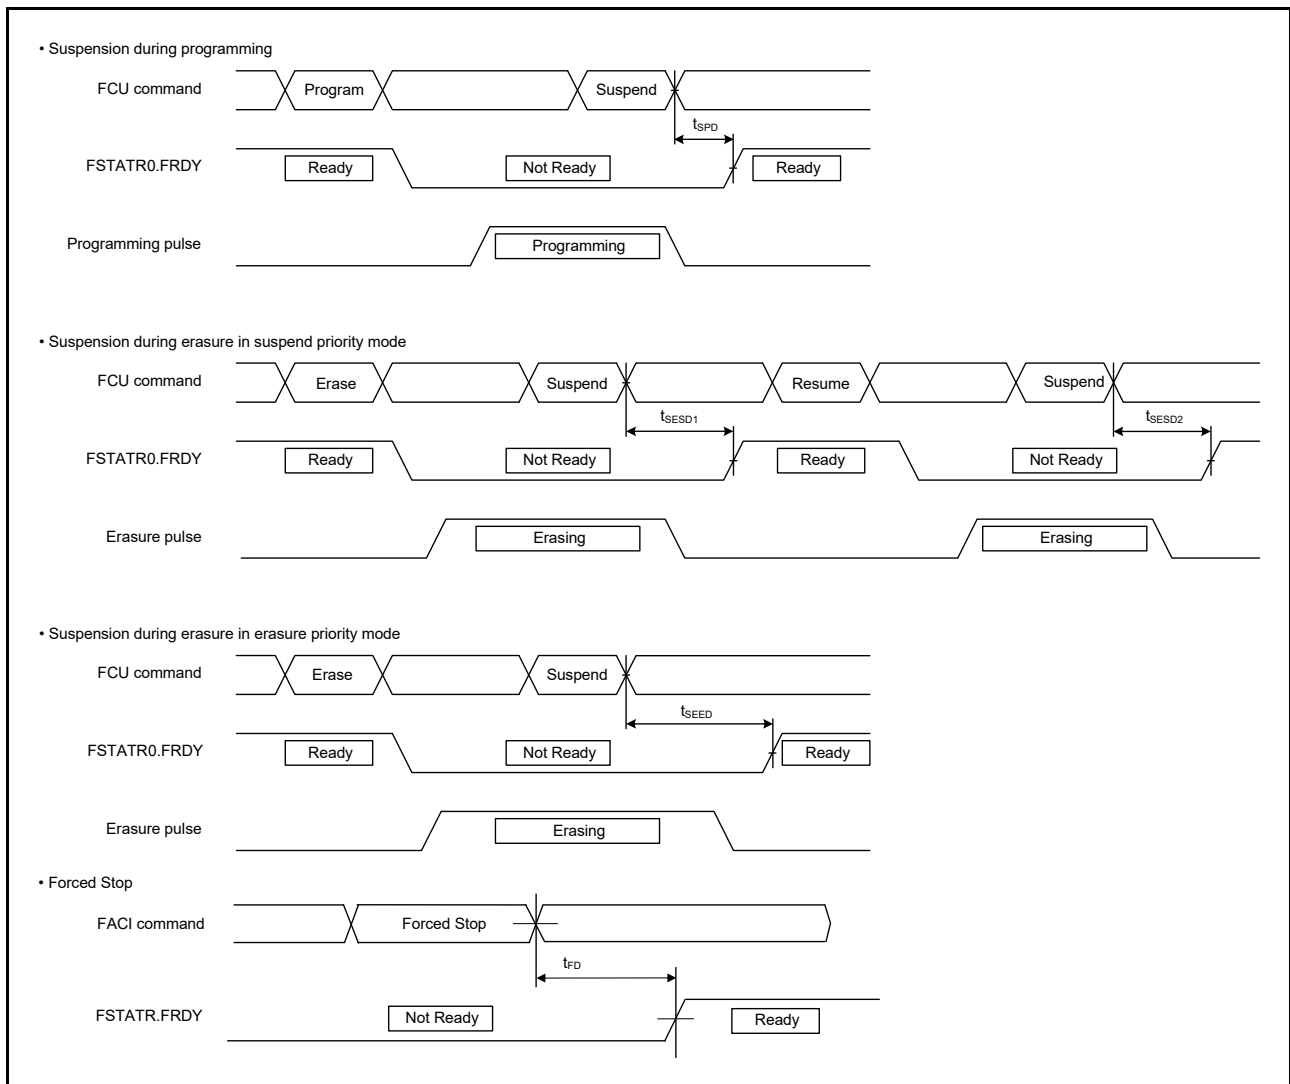 • Suspension during programming
FCU command Program Suspend
tSPD
FSTATR0.FRDY Ready Not Ready Ready
Programming pulse Programming
• Suspension during erasure in suspend priority mode
FCU command Erase Suspend Resume Suspend
tSESD1 tSESD2
FSTATR0.FRDY Ready Not Ready Ready Not Ready
Erasure pulse Erasing Erasing
• Suspension during erasure in erasure priority mode
FCU command Erase Suspend
tSEED
FSTATR0.FRDY Ready Not Ready Ready
Erasure pulse Erasing
• Forced Stop
FACI command Forced Stop
tFD
FSTATR.FRDY Not Ready Ready